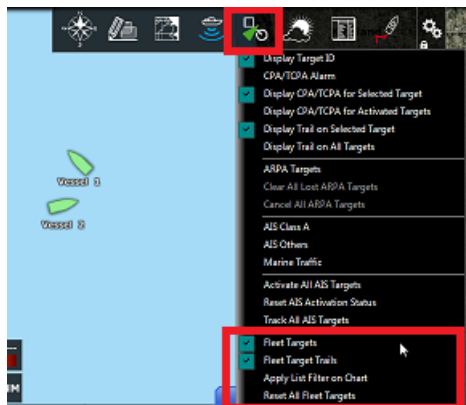 Display Target ID
CPA/TCPA Alarm
Display CPA/TCPA for Selected Target
Display CPA/TCPA for Activated Targets
Display Trail on Selected Target
Display Trail on All Targets
ARPA Targets
Clear All Lost ARPA Targets
Cancel All ARPA Targets
AIS Class A
AIS Others
Marine Traffic
Activate All AIS Targets
Reset AIS Activation Status
Track All AIS Targets
Fleet Targets
Fleet Target Trails
Apply List Filter on Chart
Reset All Fleet Targets
Vessel 1
Vessel 2